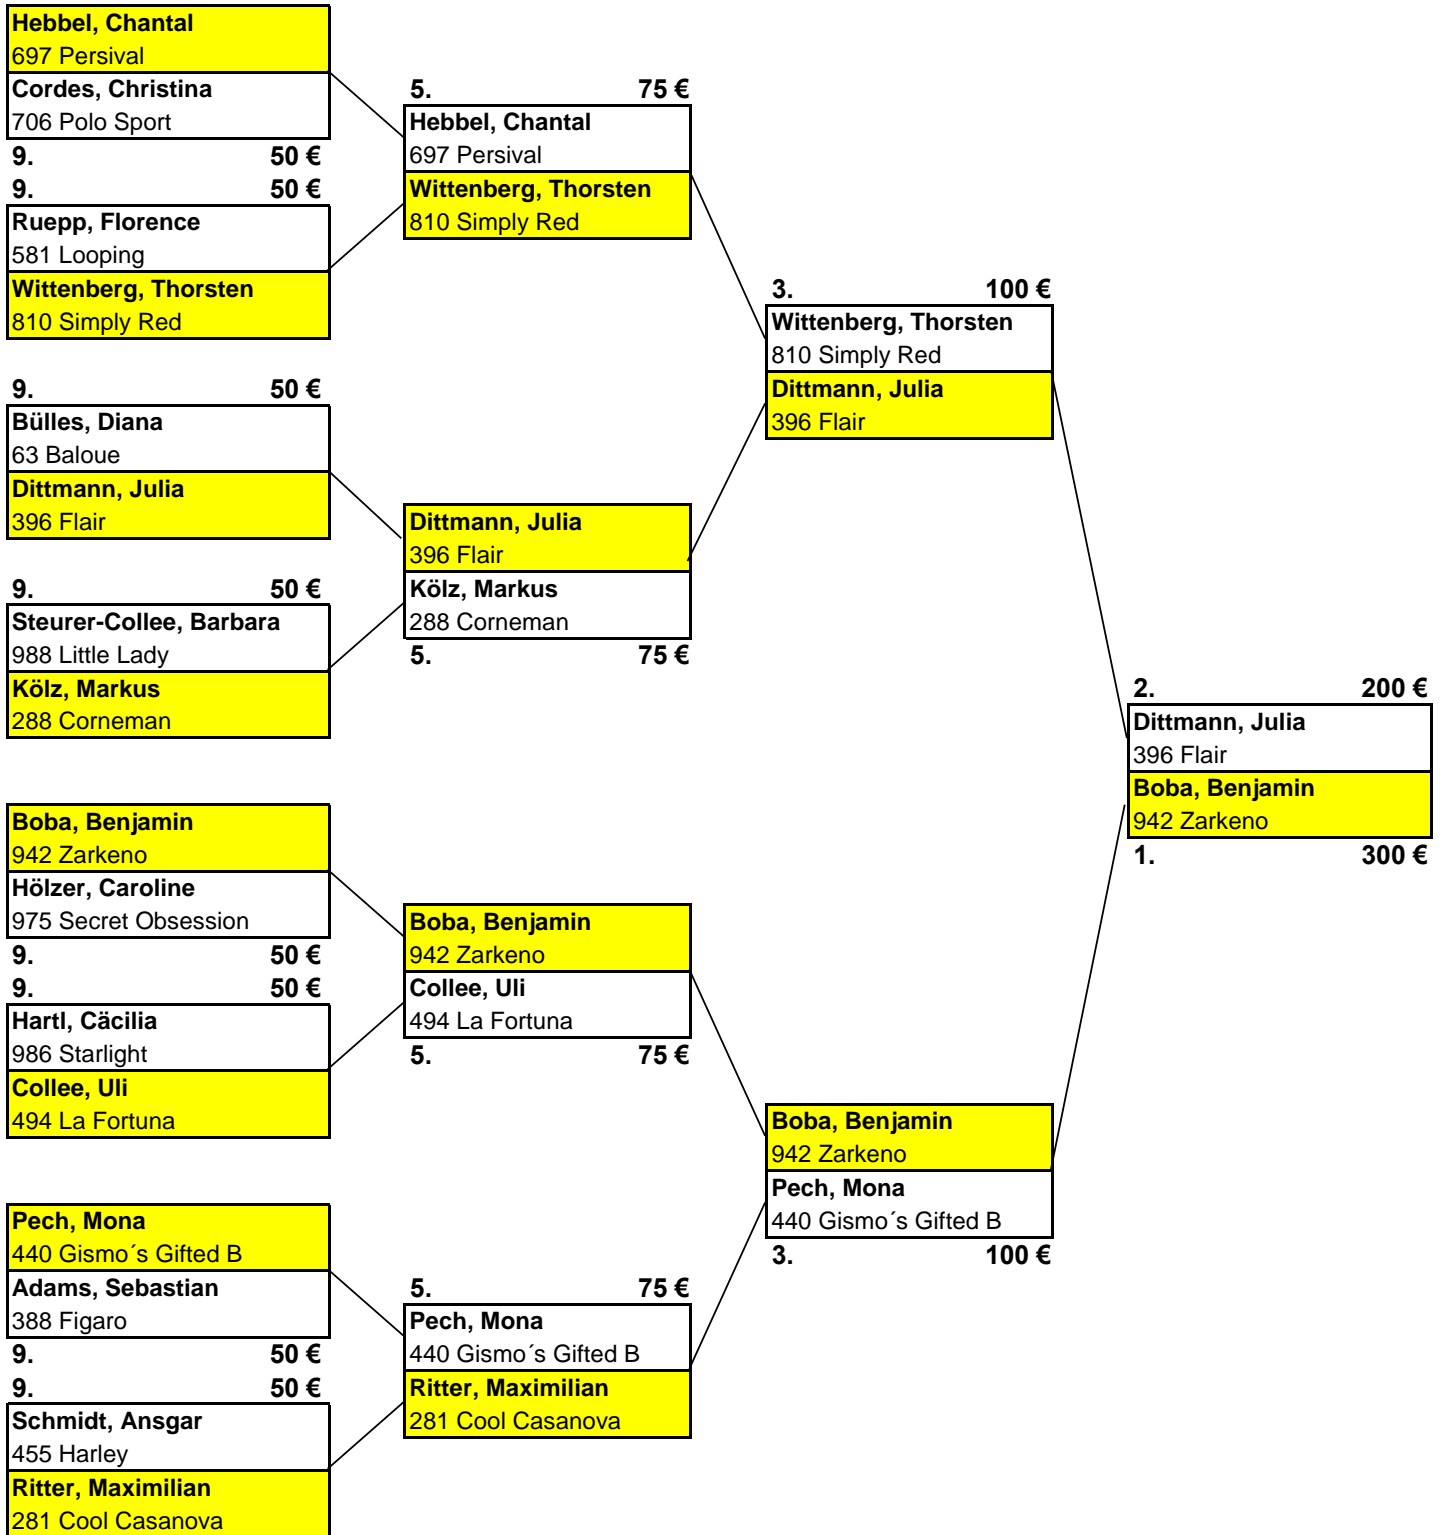 Hebbel, Chantal
697 Persival
Cordes, Christina
706 Polo Sport
9. 50 €
9. 50 €
Ruepp, Florence
581 Looping
Wittenberg, Thorsten
810 Simply Red
9. 50 €
Bülles, Diana
63 Baloue
Dittmann, Julia
396 Flair
9. 50 €
Steurer-Collee, Barbara
988 Little Lady
Kölz, Markus
288 Corneman
Boba, Benjamin
942 Zarkeno
Hölzer, Caroline
975 Secret Obsession
9. 50 €
9. 50 €
Hartl, Cäcilia
986 Starlight
Collee, Uli
494 La Fortuna
Pech, Mona
440 Gismo´s Gifted B
Adams, Sebastian
388 Figaro
9. 50 €
9. 50 €
Schmidt, Ansgar
455 Harley
Ritter, Maximilian
281 Cool Casanova
5. 75 €
Hebbel, Chantal
697 Persival
Wittenberg, Thorsten
810 Simply Red
Dittmann, Julia
396 Flair
Kölz, Markus
288 Corneman
5. 75 €
Boba, Benjamin
942 Zarkeno
Collee, Uli
494 La Fortuna
5. 75 €
5. 75 €
Pech, Mona
440 Gismo´s Gifted B
Ritter, Maximilian
281 Cool Casanova
3. 100 €
Wittenberg, Thorsten
810 Simply Red
Dittmann, Julia
396 Flair
Boba, Benjamin
942 Zarkeno
Pech, Mona
440 Gismo´s Gifted B
3. 100 €
2. 200 €
Dittmann, Julia
396 Flair
Boba, Benjamin
942 Zarkeno
1. 300 €